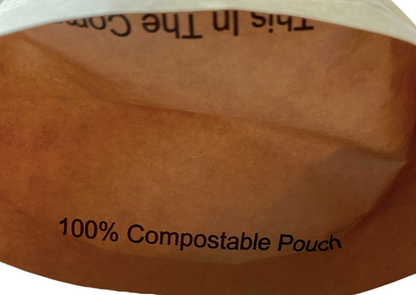 This In The Com
100% Compostable Pouch